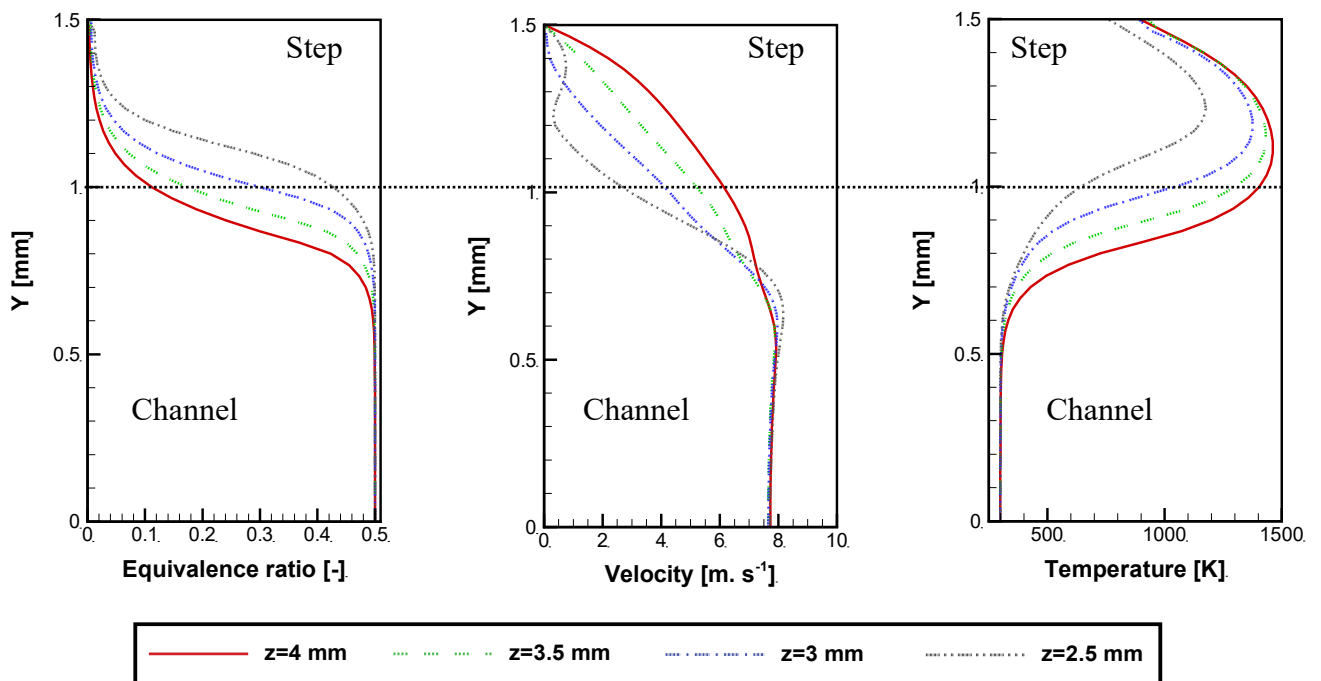 1.5
1.
0.5
0.
Y [mm]
Step
Channel
0. 0.1. 0.2. 0.3. 0.4. 0.5.
Equivalence ratio [-].
1.5
1.
0.5
0.
Y [mm]
Step
Channel
0. 2. 4. 6. 8. 10.
Velocity [m. s-1].
1.5
1.
0.5
0.
Y [mm]
Step
Channel
500. 1000. 1500.
Temperature [K].
z=4 mm z=3.5 mm z=3 mm z=2.5 mm